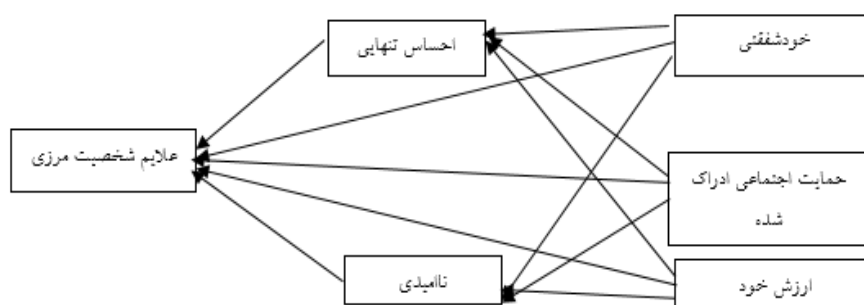 خودشفقتی
احساس تنهایی
علایم شخصیت مرزی
حمایت اجتماعی ادراک
شده
ارزش خود
ناامیدی